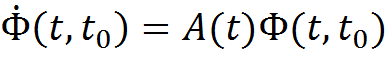 Φ̇(t, t₀) = A(t)Φ(t, t₀)